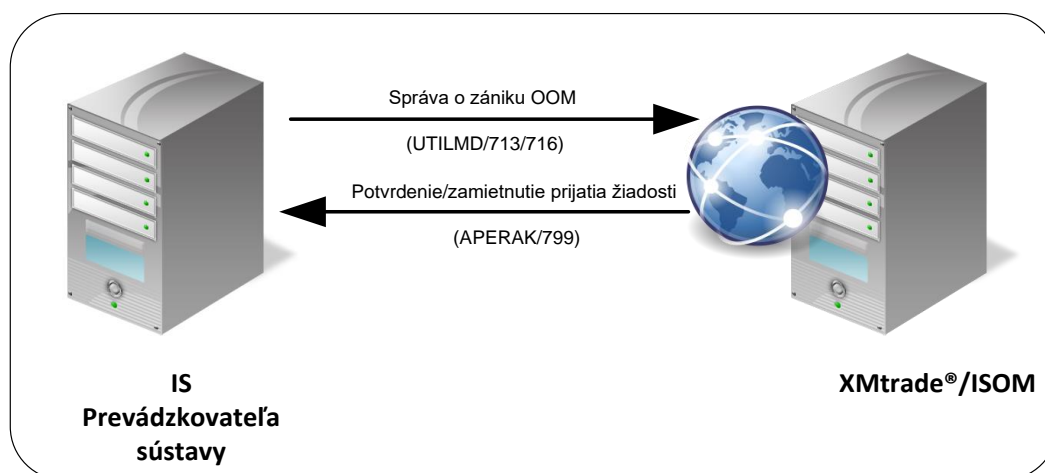 Správa o zániku OOM
(UTILMD/713/716)
Potvrdenie/zamietnutie prijatia žiadosti
(APERAK/799)
IS
Prevádzkovateľa
sústavy
XMtrade®/ISOM